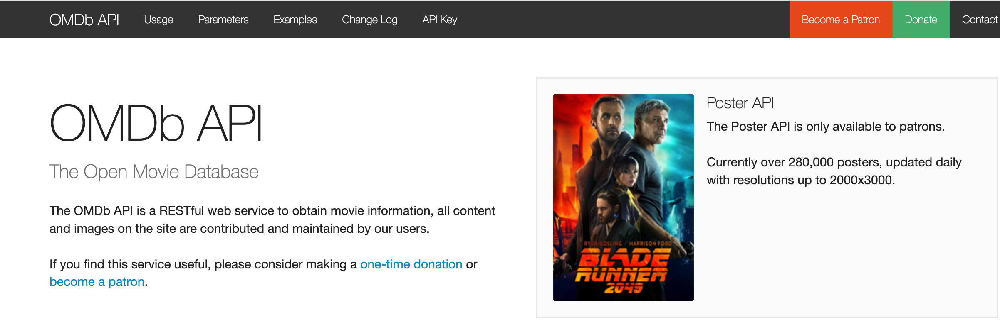 OMDb API Usage Parameters Examples Change Log API Key Become a Patron Donate Contact
OMDb API
The Open Movie Database
The OMDb API is a RESTful web service to obtain movie information, all content
and images on the site are contributed and maintained by our users.
If you find this service useful, please consider making a one-time donation or
become a patron.
RYAN GOSLING HARRISON FORD
BLADE
RUNNER
2049
Poster API
The Poster API is only available to patrons.
Currently over 280,000 posters, updated daily
with resolutions up to 2000x3000.